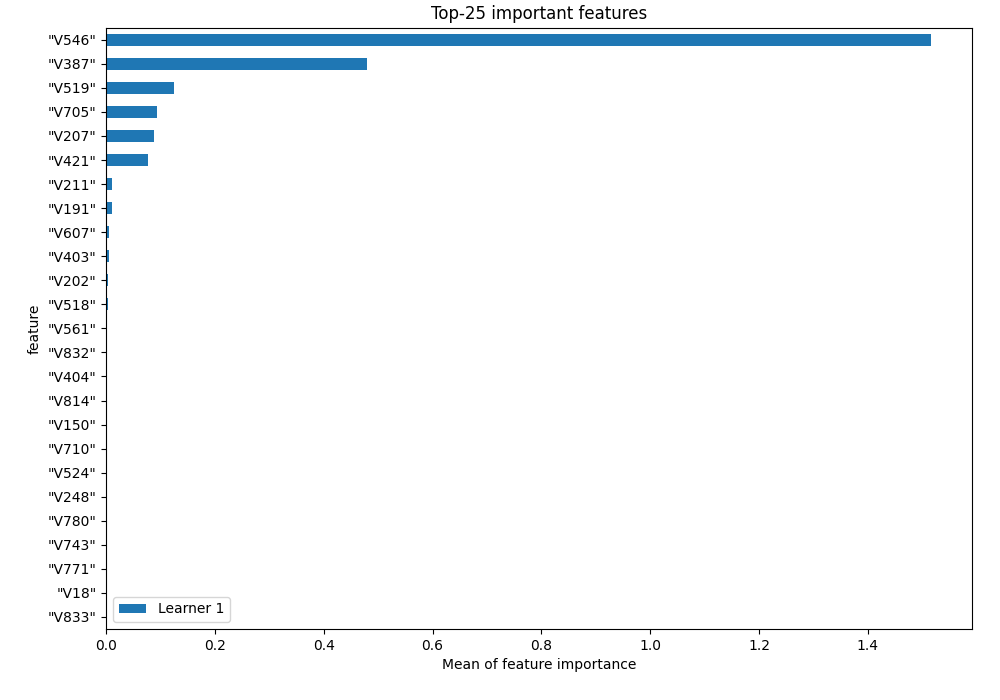 Top-25 important features
"V546"
"V387"
"V519"
"V705"
"V207"
"V421"
"V211"
"V191"
"V607"
"V403"
"V202"
"V518"
"V561"
"V832"
"V404"
"V814"
"V150"
"V710"
"V524"
"V248"
"V780"
"V743"
"V771"
"V18"
"V833"
feature
Learner 1
0.0 0.2 0.4 0.6 0.8 1.0 1.2 1.4
Mean of feature importance